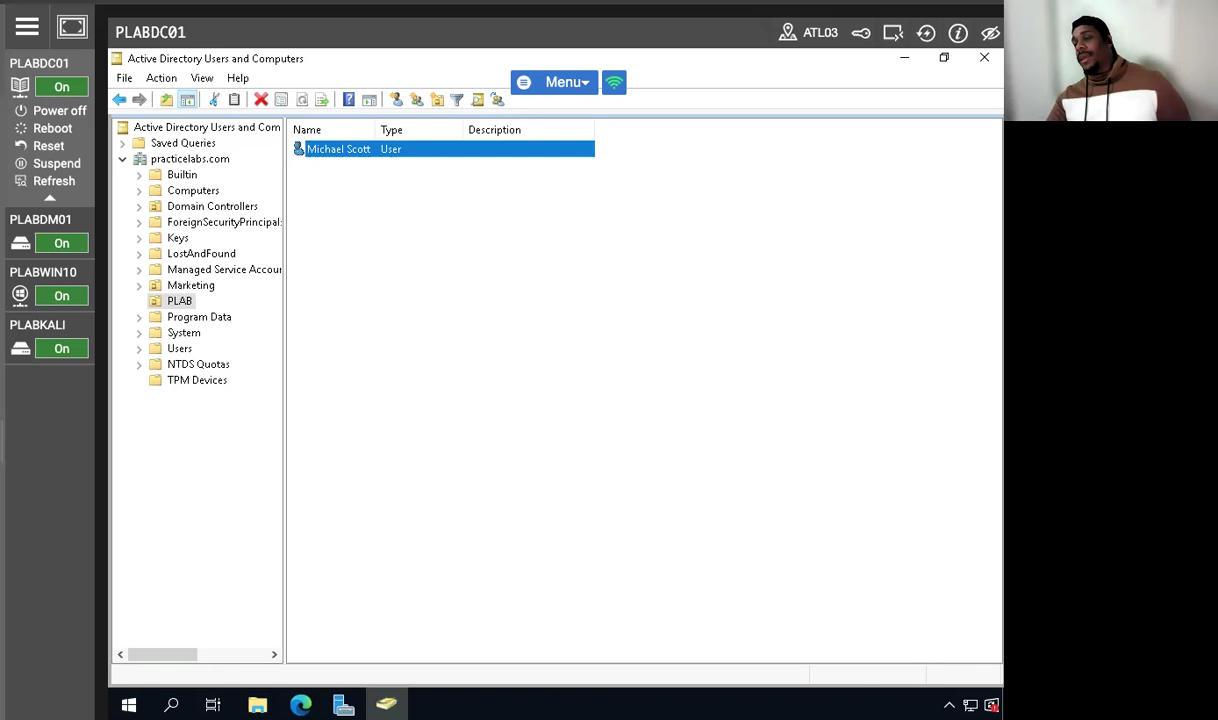 PLABDC01
On
Power off
Reboot
Reset
Suspend
Refresh
PLABDM01
On
PLABWIN10
On
PLABKALI
On
PLABDC01
ATL03
Active Directory Users and Computers
File Action View Help
Menu
Active Directory Users and Com
Saved Queries
practicelabs.com
Builtin
Computers
Domain Controllers
ForeignSecurityPrincipal:
Keys
LostAndFound
Managed Service Accour
Marketing
PLAB
Program Data
System
Users
NTDS Quotas
TPM Devices
Name Type Description
Michael Scott User